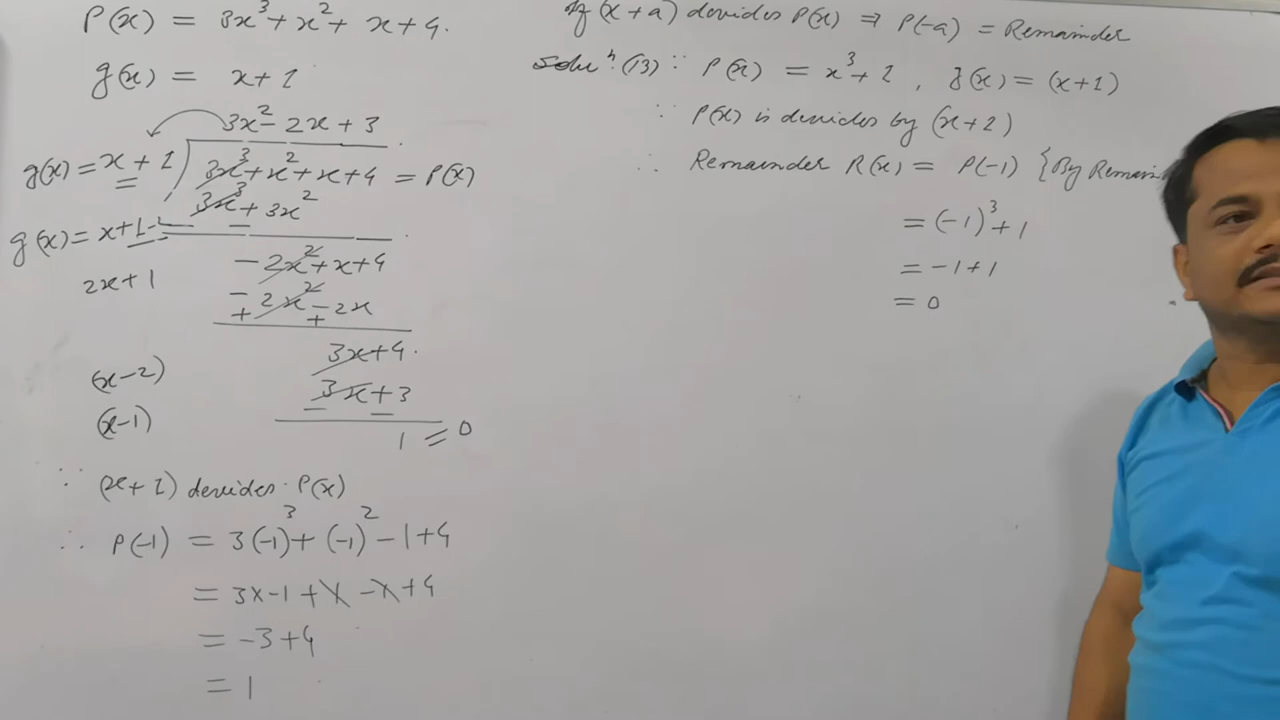 P(x) = 3x³+x²+ x+4.
g(x) = x+1
3x²-2x+3
g(x)=x+1) 3x³+x²+x+4 = P(x)
3x³+3x²
g(x)=x+1
-2x²+x+4
2x+1
-2x²-2x
+ +
3x+4.
(x-2)
3x+3
(x-1)
1 = 0
∵ (x+1) devides P(x)
∴ P(-1) = 3(-1)³+(-1)²-1+4
= 3x-1+1-1+4
= -3+4
= 1
(x+a) devides P(x) ⇒ P(-a) = Remainder
Soluⁿ.(13) ∵ P(x) = x³+1, g(x)=(x+1)
∵ P(x) is devides by (x+1)
∴ Remainder R(x) = P(-1) {By Remain
= (-1)³+1
= -1+1
= 0